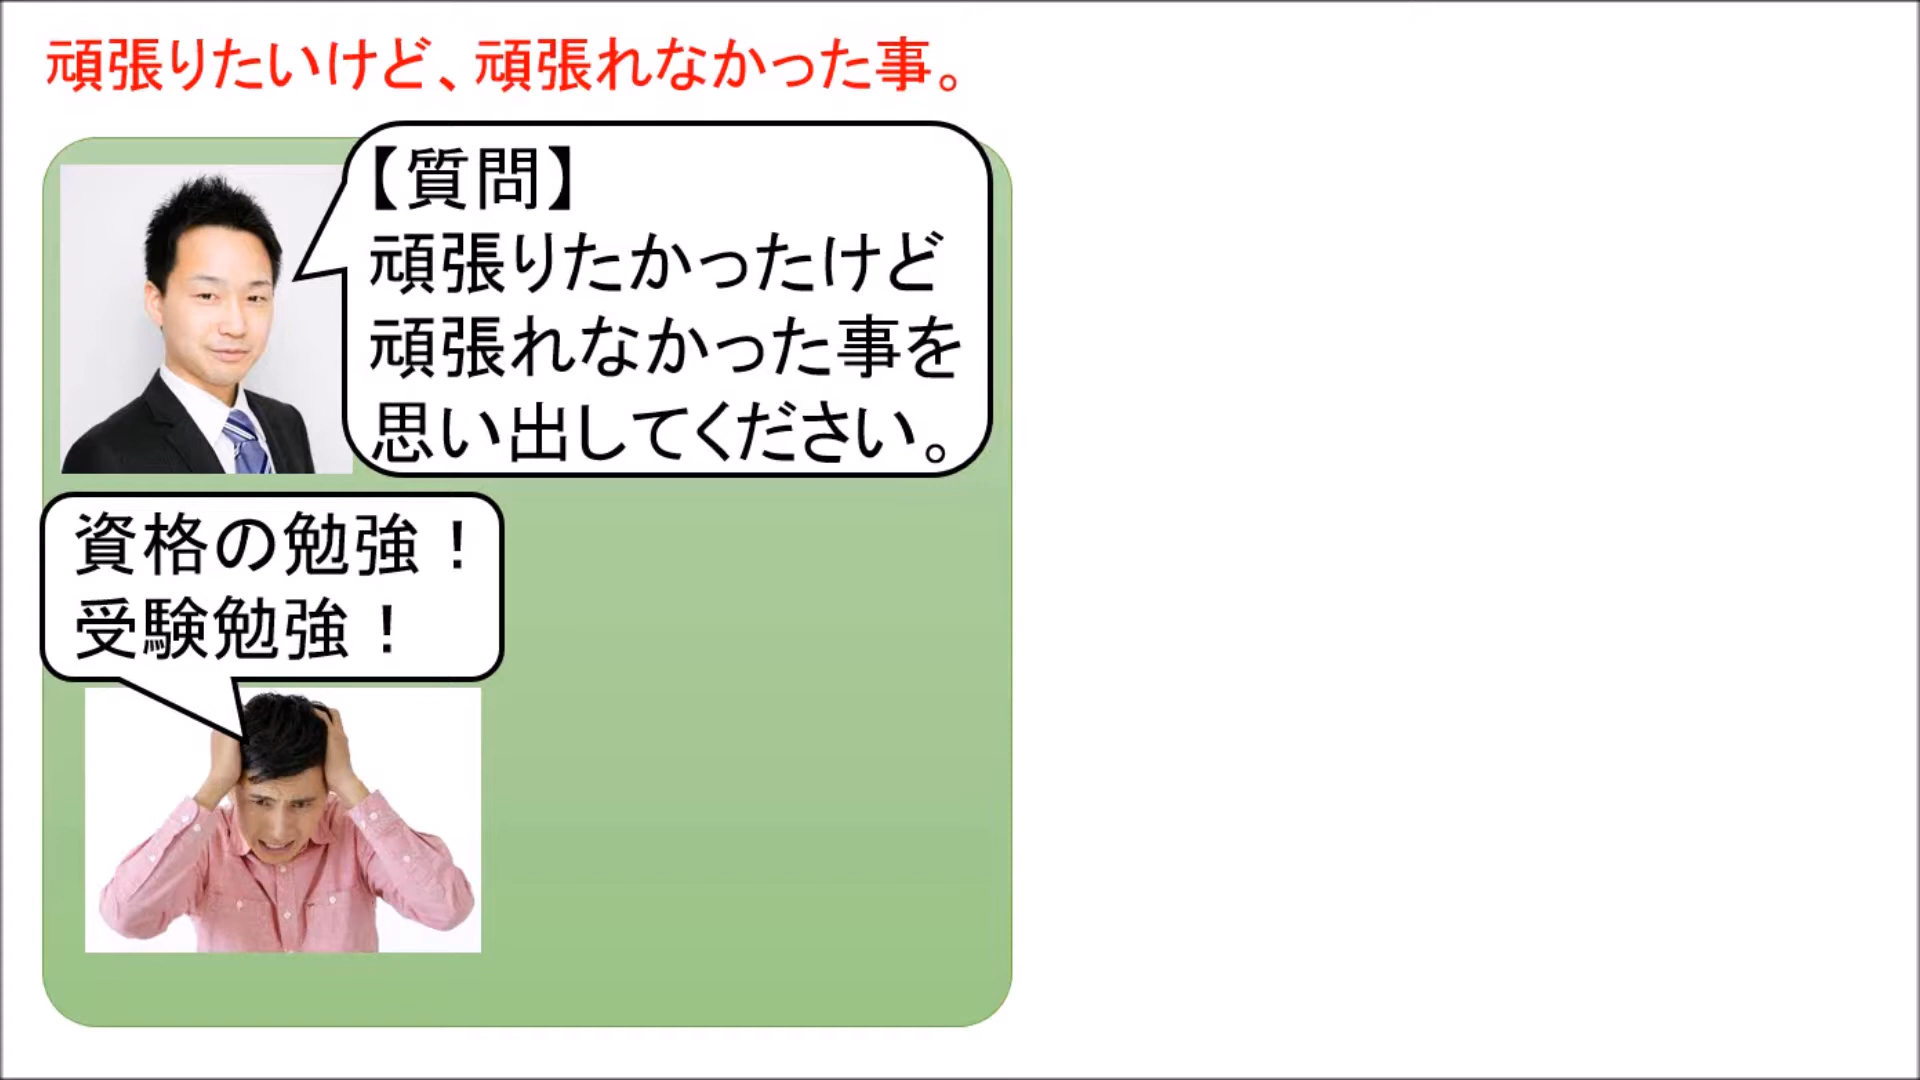 頑張りたいけど、頑張れなかった事。
【質問】
頑張りたかったけど
頑張れなかった事を
思い出してください。
資格の勉強！
受験勉強！